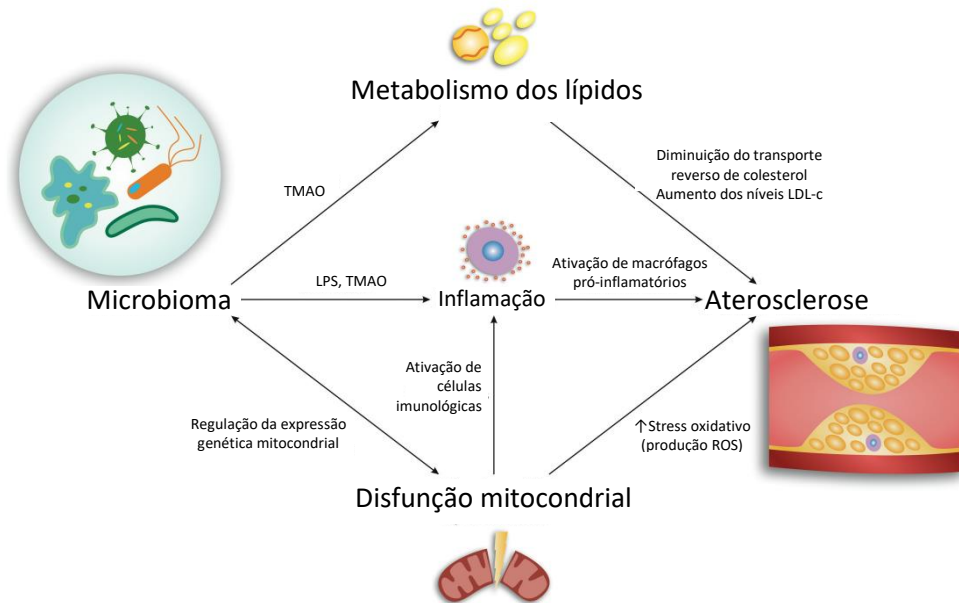 Metabolismo dos lípidos
Diminuição do transporte
reverso de colesterol
Aumento dos níveis LDL-c
TMAO
LPS, TMAO
Ativação de macrófagos
pró-inflamatórios
Microbioma
Inflamação
Aterosclerose
Ativação de
células
imunológicas
Regulação da expressão
genética mitocondrial
↑Stress oxidativo
(produção ROS)
Disfunção mitocondrial